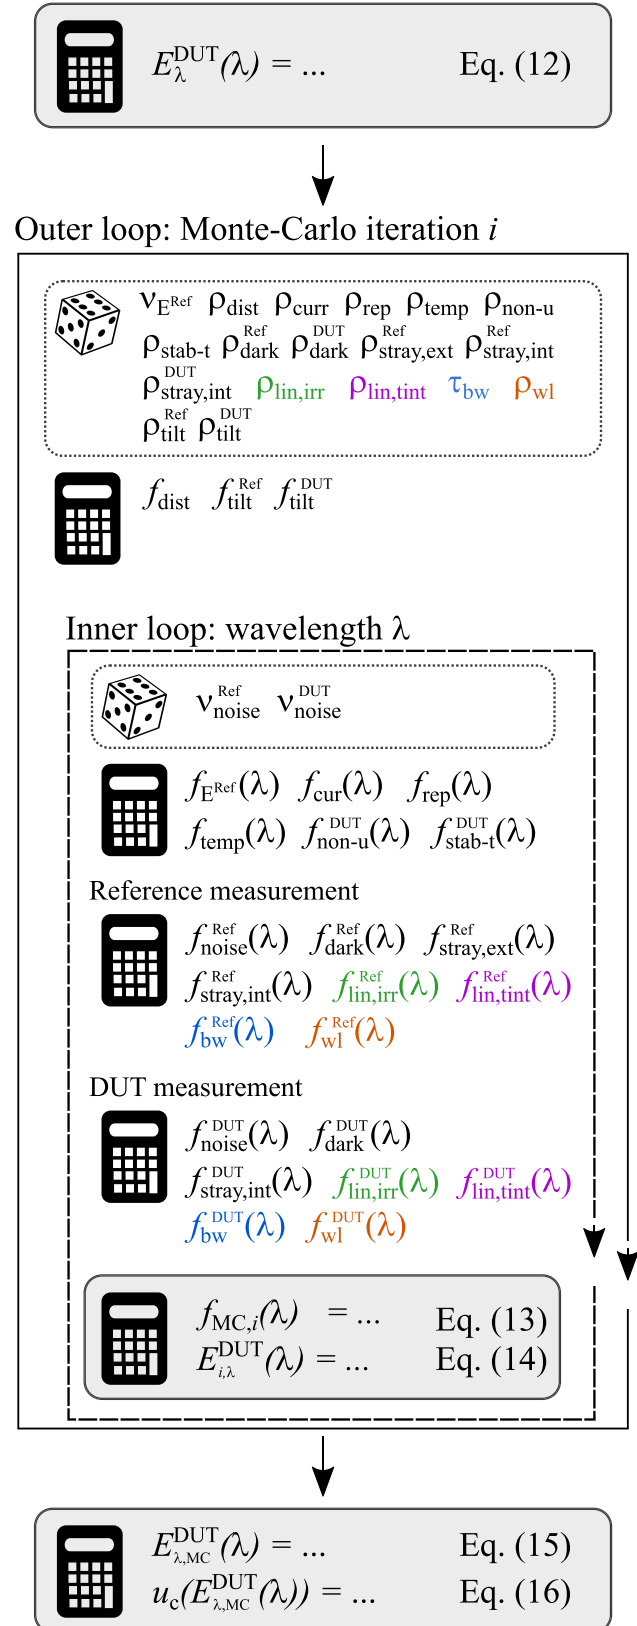 E_λ^DUT(λ) = ... Eq. (12)
Outer loop: Monte-Carlo iteration i
ν_E^Ref ρ_dist ρ_curr ρ_rep ρ_temp ρ_non-u
ρ_stab-t ρ_dark^Ref ρ_dark^DUT ρ_stray,ext^Ref ρ_stray,int^Ref
ρ_stray,int^DUT ρ_lin,irr ρ_lin,tint τ_bw ρ_wl
ρ_tilt^Ref ρ_tilt^DUT
f_dist f_tilt^Ref f_tilt^DUT
Inner loop: wavelength λ
ν_noise^Ref ν_noise^DUT
f_E^Ref(λ) f_cur(λ) f_rep(λ)
f_temp(λ) f_non-u^DUT(λ) f_stab-t^DUT(λ)
Reference measurement
f_noise^Ref(λ) f_dark^Ref(λ) f_stray,ext^Ref(λ)
f_stray,int^Ref(λ) f_lin,irr^Ref(λ) f_lin,tint^Ref(λ)
f_bw^Ref(λ) f_wl^Ref(λ)
DUT measurement
f_noise^DUT(λ) f_dark^DUT(λ)
f_stray,int^DUT(λ) f_lin,irr^DUT(λ) f_lin,tint^DUT(λ)
f_bw^DUT(λ) f_wl^DUT(λ)
f_MC,i(λ) = ... Eq. (13)
E_i,λ^DUT(λ) = ... Eq. (14)
E_λ,MC^DUT(λ) = ... Eq. (15)
u_c(E_λ,MC^DUT(λ)) = ... Eq. (16)